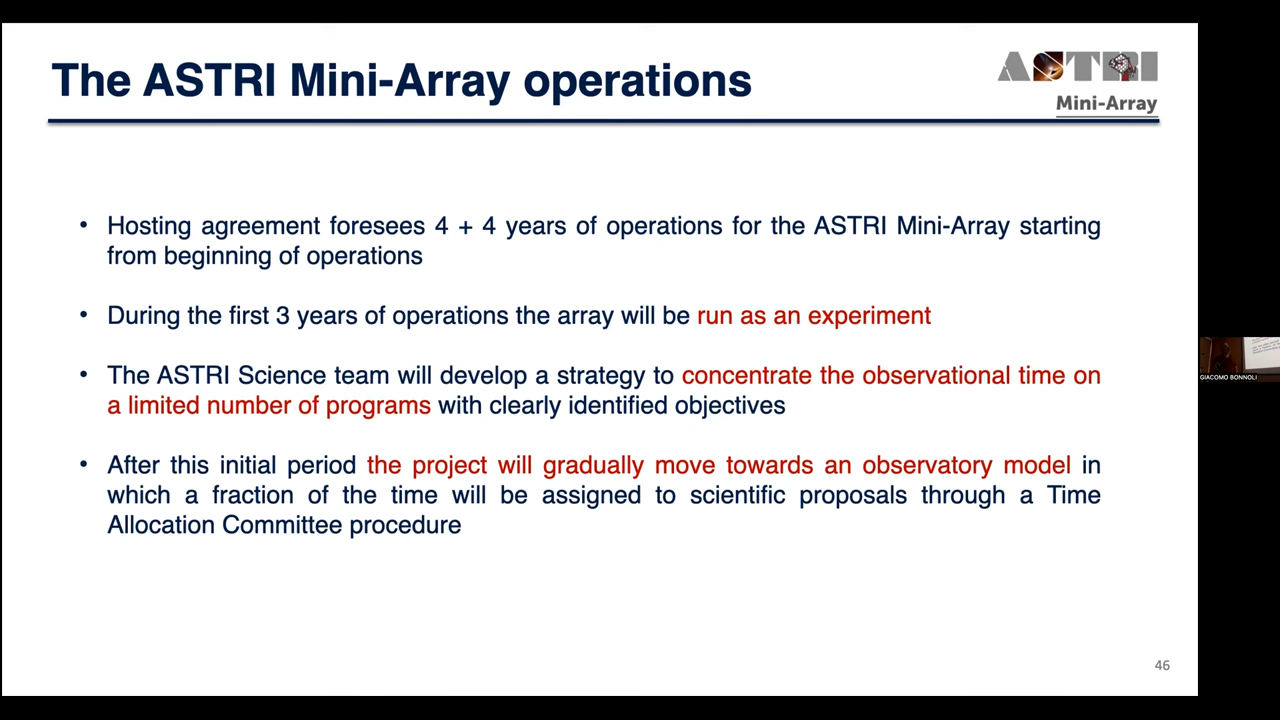 The ASTRI Mini-Array operations
ASTRI
Mini-Array
• Hosting agreement foresees 4 + 4 years of operations for the ASTRI Mini-Array starting
from beginning of operations
• During the first 3 years of operations the array will be run as an experiment
• The ASTRI Science team will develop a strategy to concentrate the observational time on
a limited number of programs with clearly identified objectives
• After this initial period the project will gradually move towards an observatory model in
which a fraction of the time will be assigned to scientific proposals through a Time
Allocation Committee procedure
GIACOMO BONNOLI
46